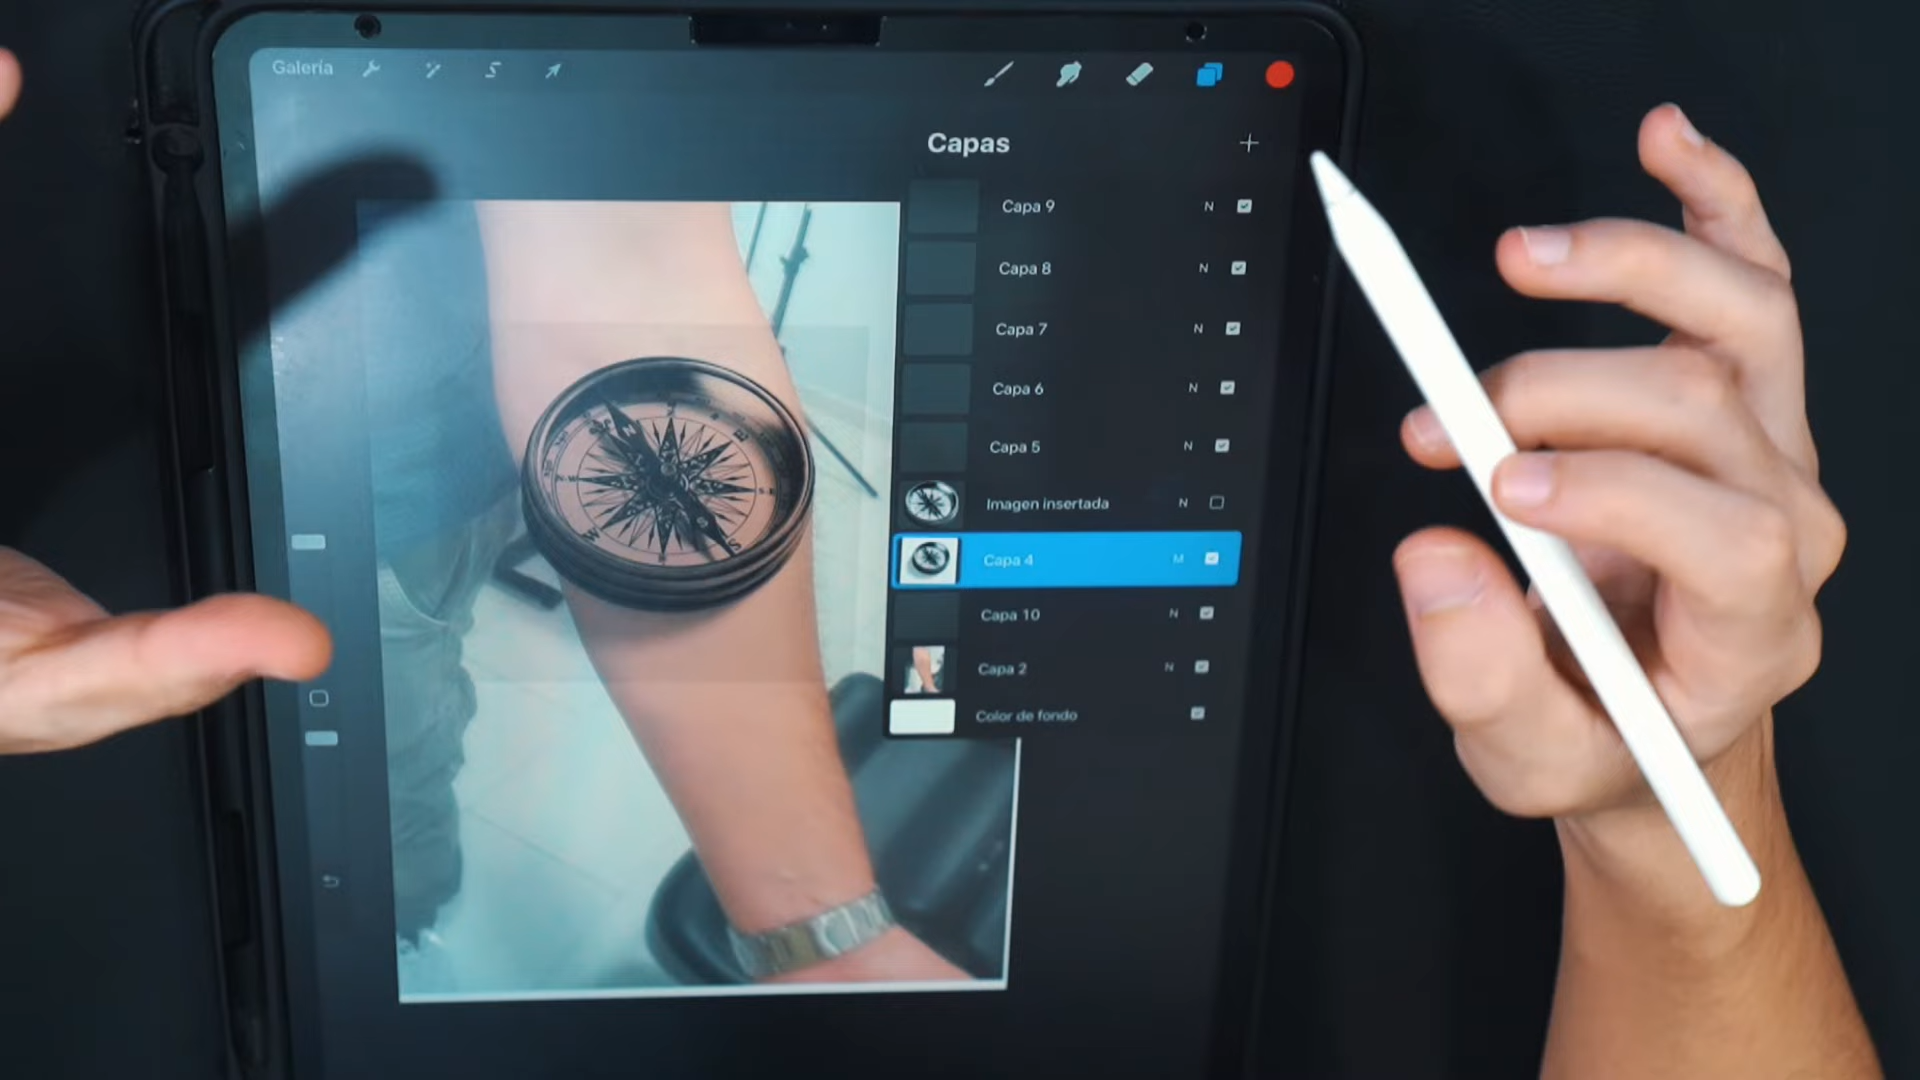 Galería
Capas
Capa 9 N
Capa 8 N
Capa 7 N
Capa 6 N
Capa 5 N
Imagen insertada N
Capa 4 M
Capa 10 N
Capa 2 N
Color de fondo
N
S
S
W
N-W
S-E